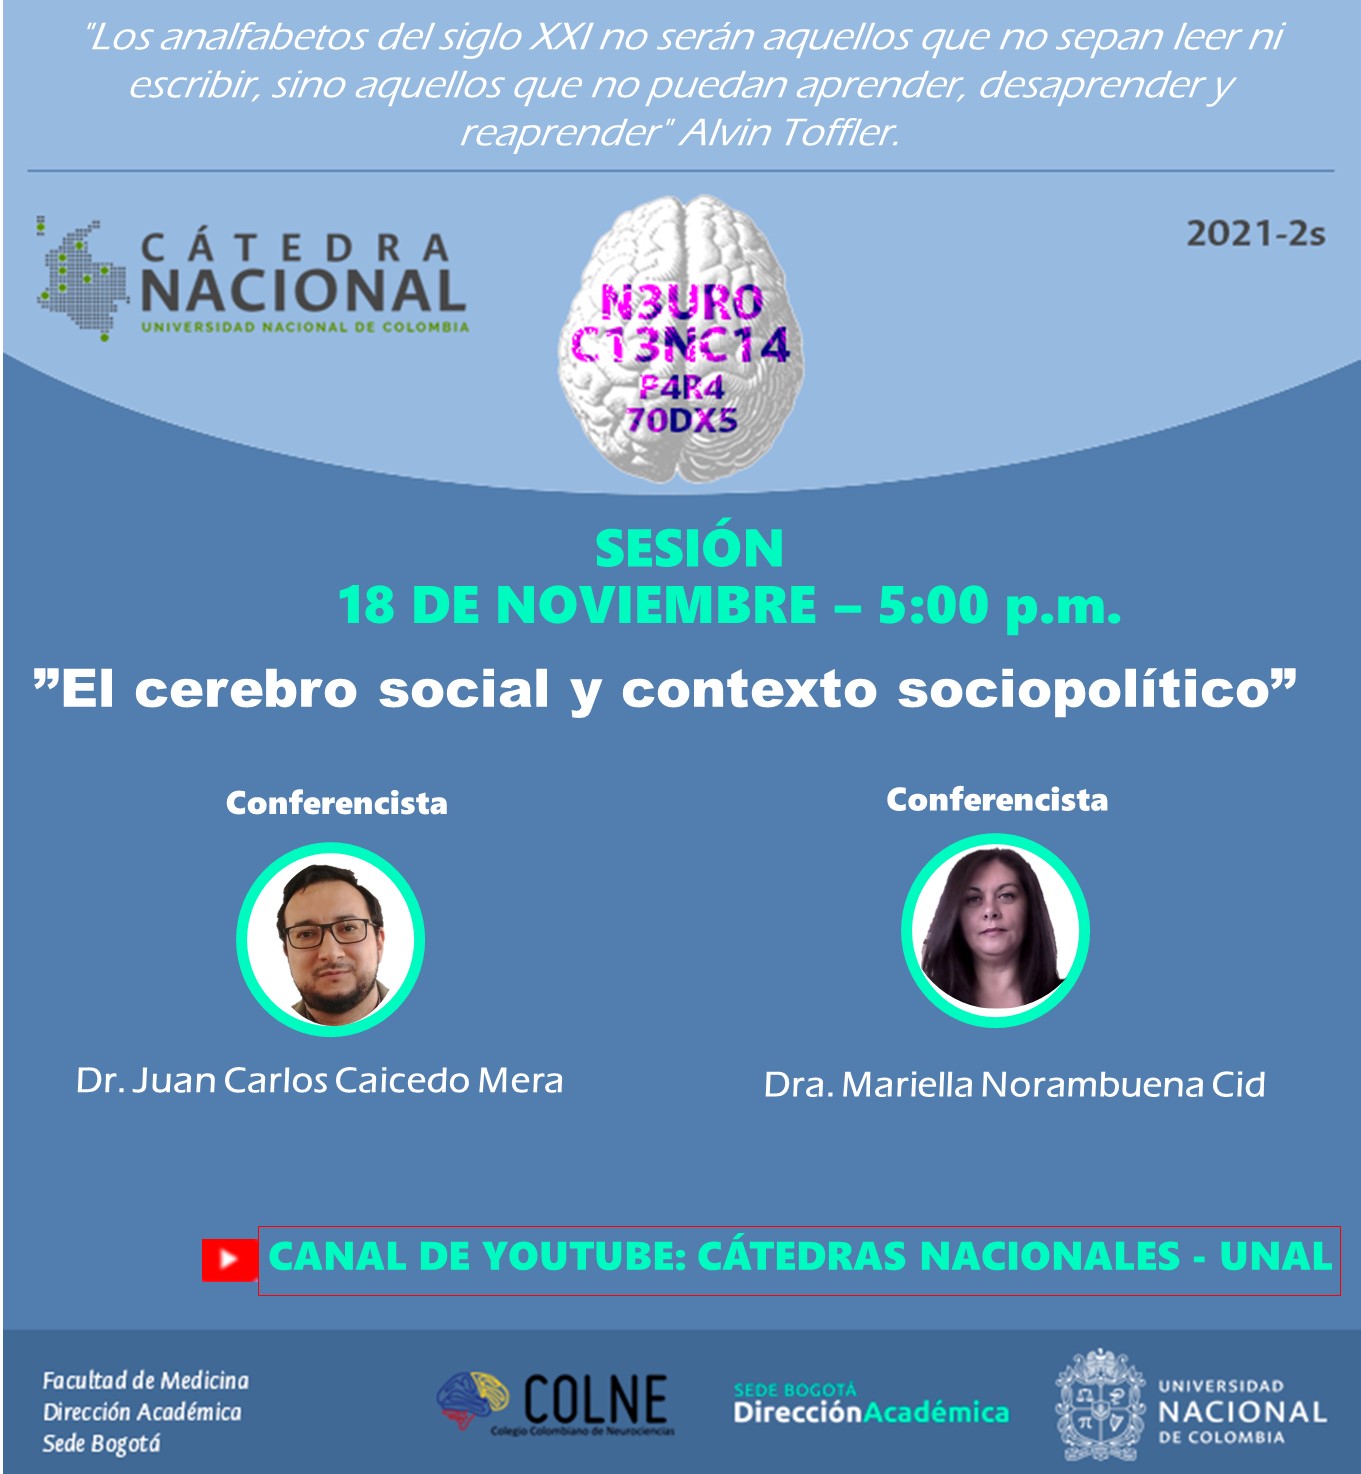 "Los analfabetos del siglo XXI no serán aquellos que no sepan leer ni
escribir, sino aquellos que no puedan aprender, desaprender y
reaprender" Alvin Toffler.
CÁTEDRA
NACIONAL
UNIVERSIDAD NACIONAL DE COLOMBIA
N3UR0
C13NC14
P4R4
70DX5
2021-2s
SESIÓN
18 DE NOVIEMBRE – 5:00 p.m.
”El cerebro social y contexto sociopolítico”
Conferencista
Dr. Juan Carlos Caicedo Mera
Conferencista
Dra. Mariella Norambuena Cid
CANAL DE YOUTUBE: CÁTEDRAS NACIONALES - UNAL
Facultad de Medicina
Dirección Académica
Sede Bogotá
COLNE
Colegio Colombiano de Neurociencias
SEDE BOGOTÁ
DirecciónAcadémica
UNIVERSIDAD
NACIONAL
DE COLOMBIA